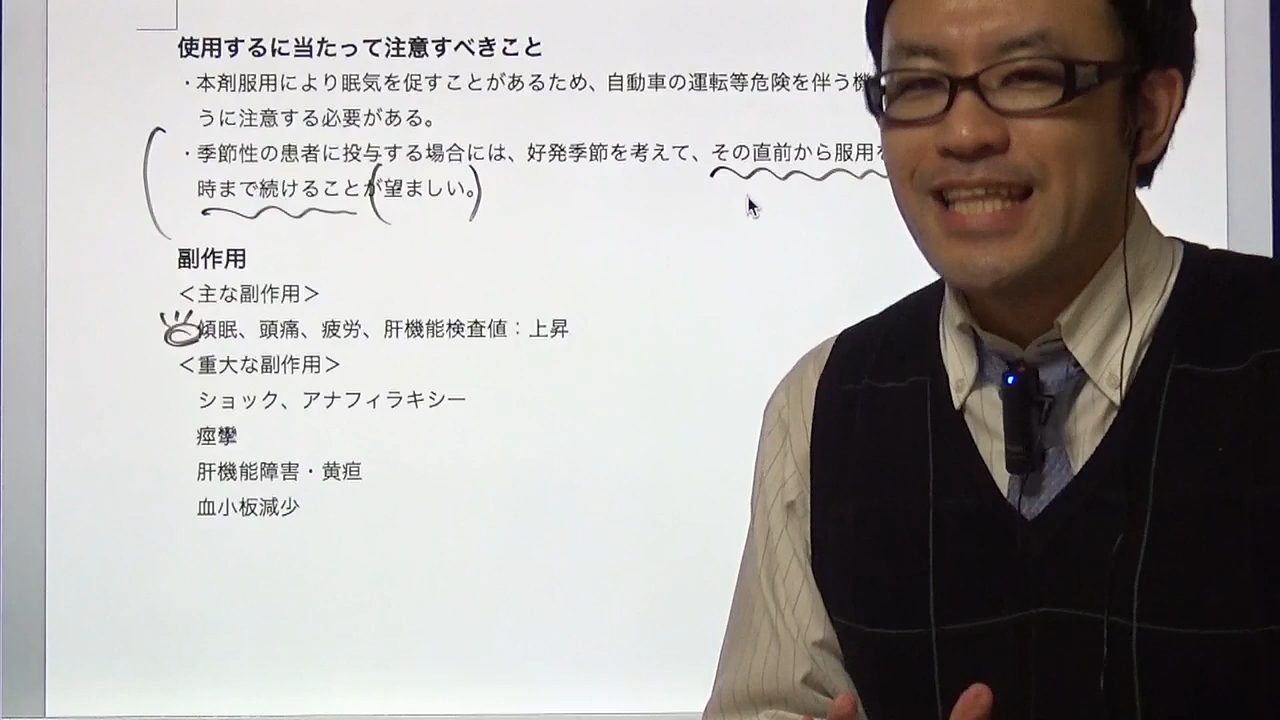 使用するに当たって注意すべきこと
・本剤服用により眠気を促すことがあるため、自動車の運転等危険を伴う機
うに注意する必要がある。
・季節性の患者に投与する場合には、好発季節を考えて、その直前から服用を
時まで続けることが望ましい。
副作用
＜主な副作用＞
傾眠、頭痛、疲労、肝機能検査値：上昇
＜重大な副作用＞
ショック、アナフィラキシー
痙攣
肝機能障害・黄疸
血小板減少